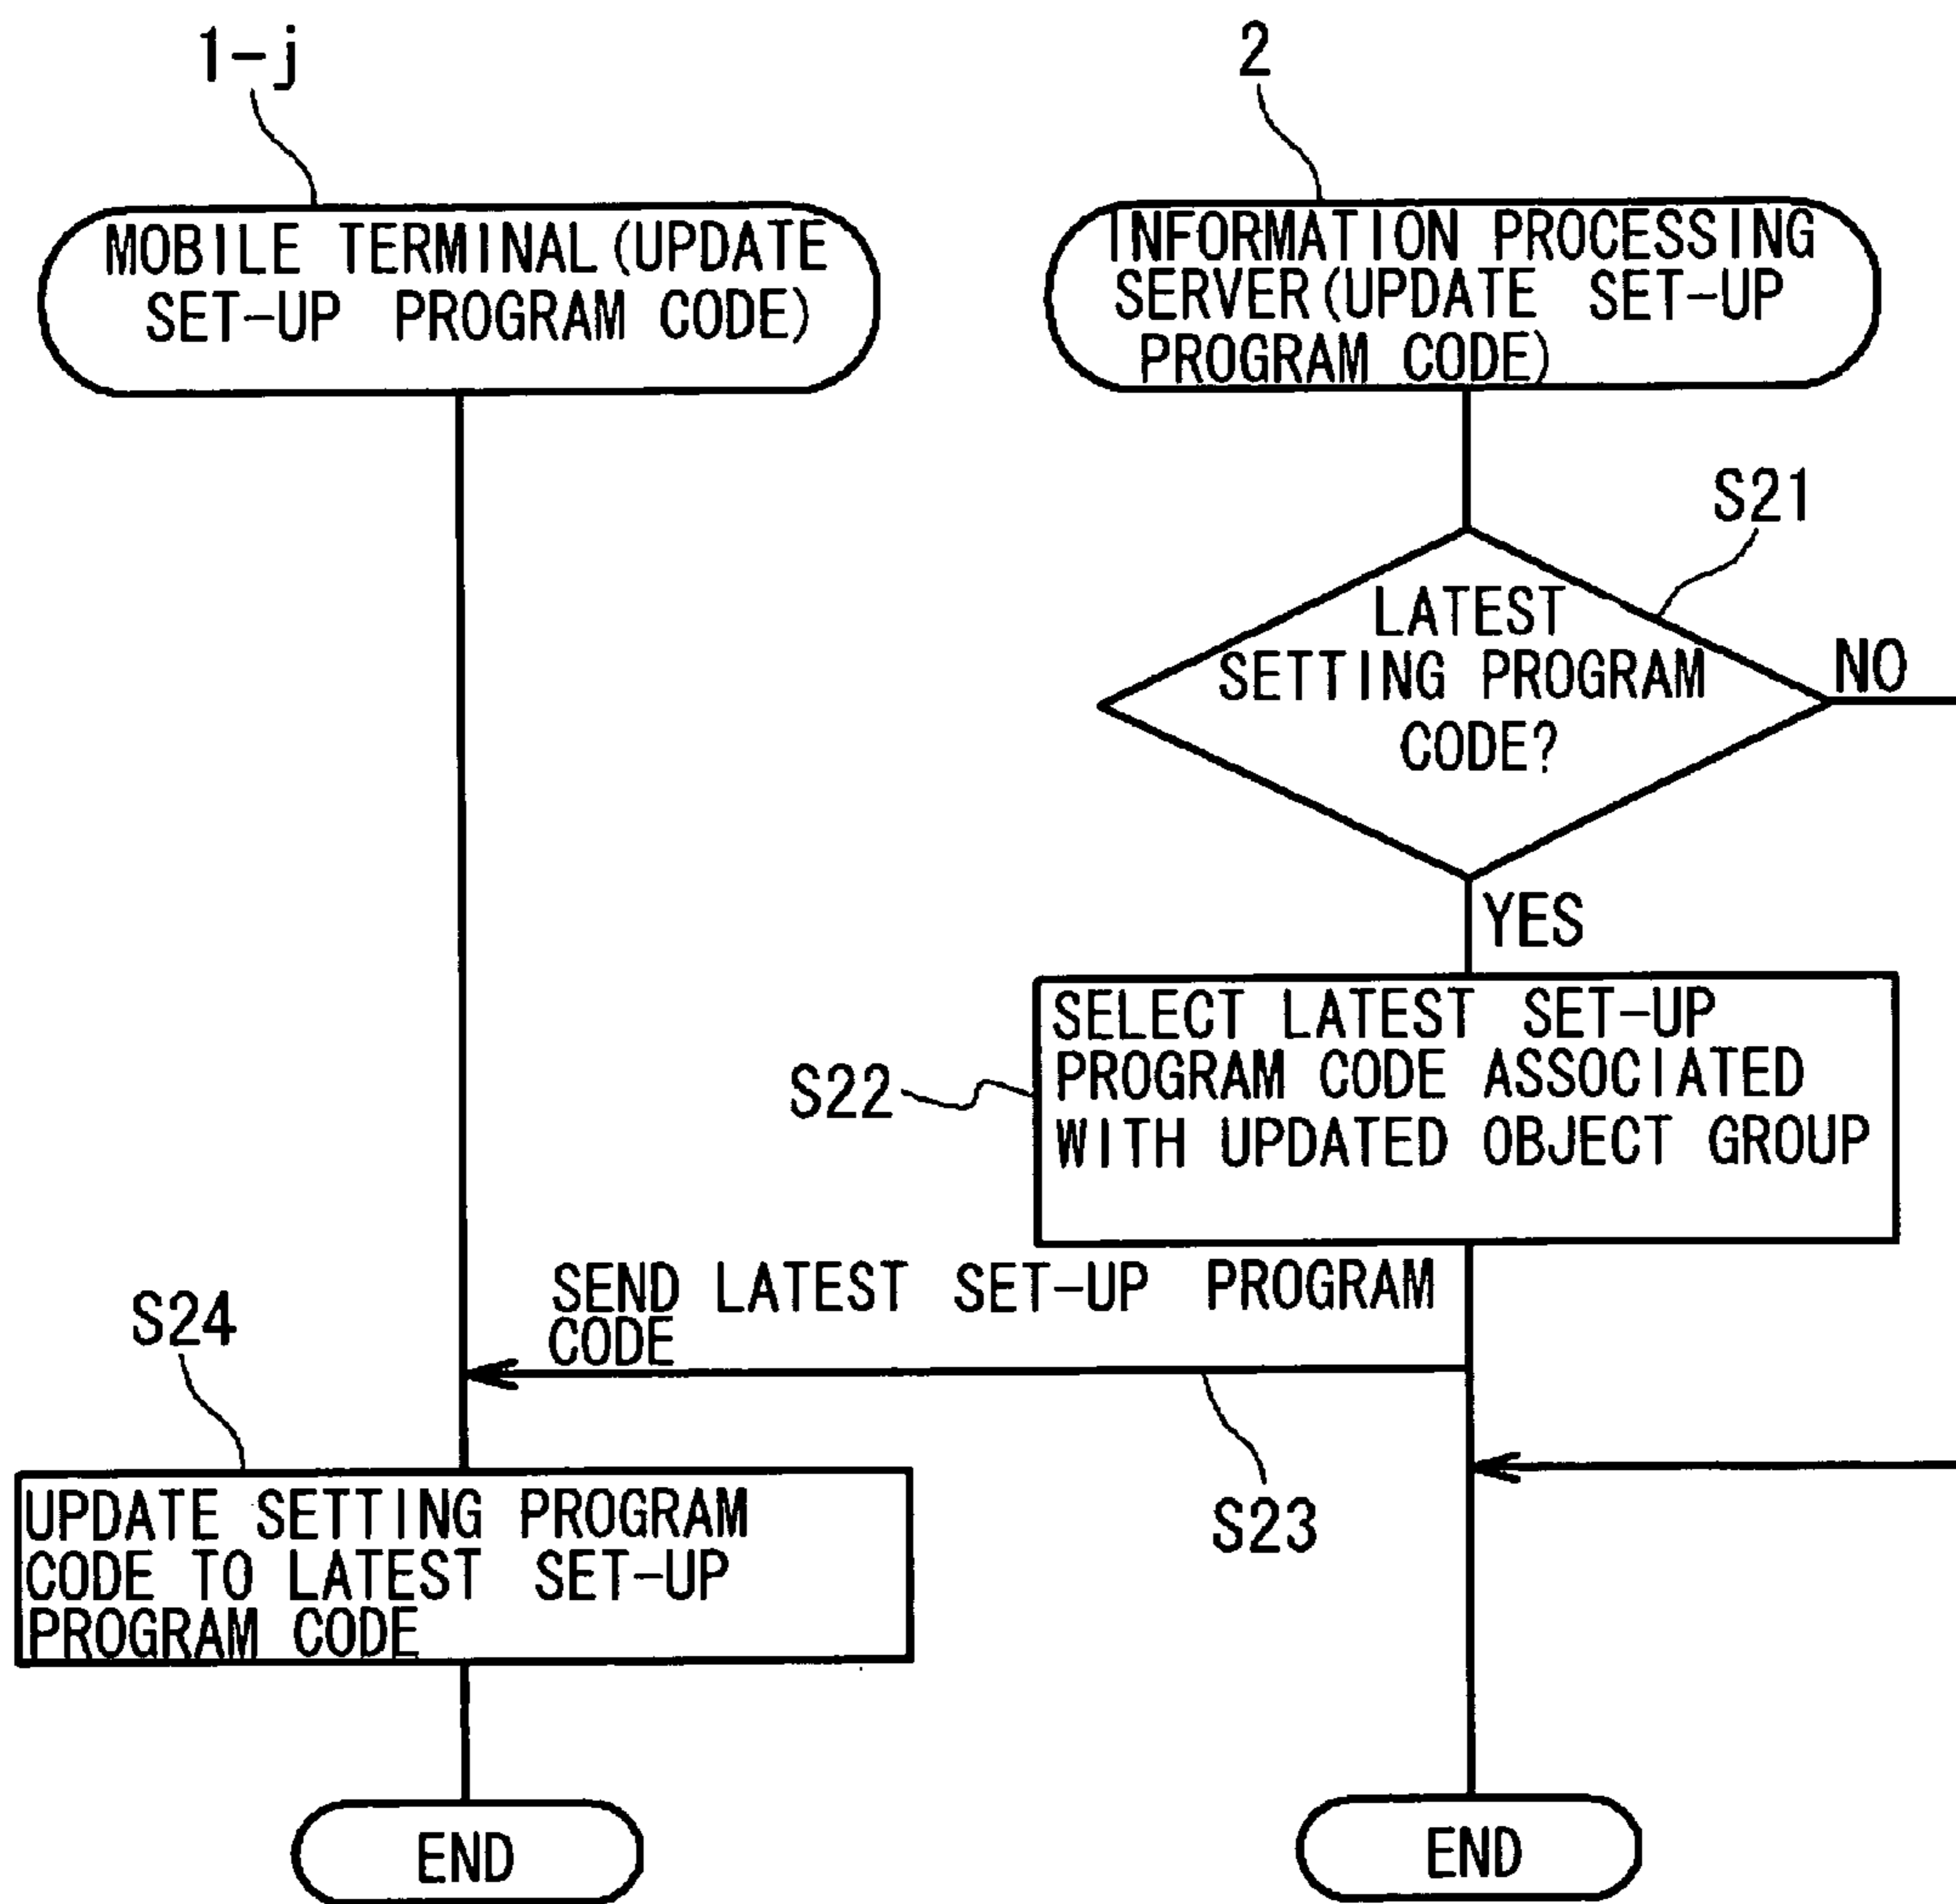 1-j
2
MOBILE TERMINAL(UPDATE
SET-UP PROGRAM CODE)
INFORMATION PROCESSING
SERVER(UPDATE SET-UP
PROGRAM CODE)
S21
LATEST
SETTING PROGRAM
CODE?
NO
YES
S22
SELECT LATEST SET-UP
PROGRAM CODE ASSOCIATED
WITH UPDATED OBJECT GROUP
SEND LATEST SET-UP PROGRAM
CODE
S23
S24
UPDATE SETTING PROGRAM
CODE TO LATEST SET-UP
PROGRAM CODE
END
END